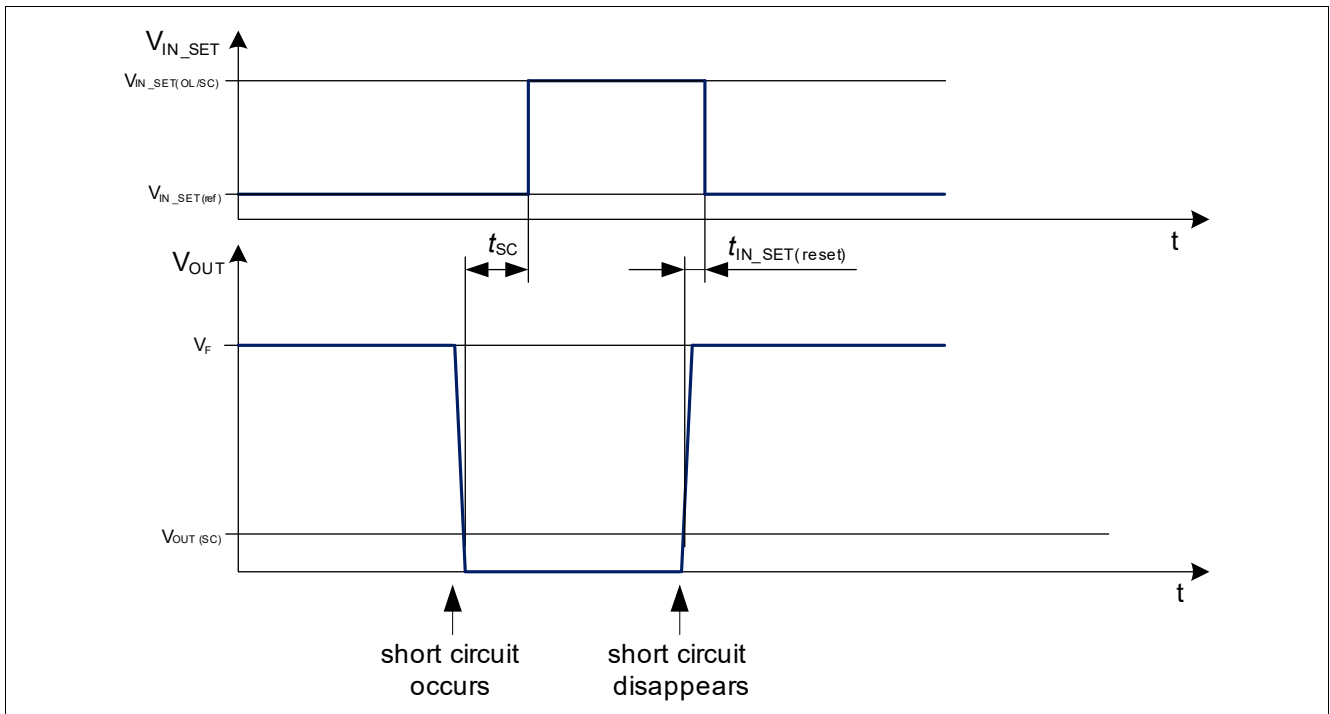 V_IN_SET
V_IN_SET(OL/SC)
V_IN_SET(ref)
t
t_SC
t_IN_SET(reset)
V_OUT
V_F
V_OUT(SC)
t
short circuit
occurs
short circuit
disappears